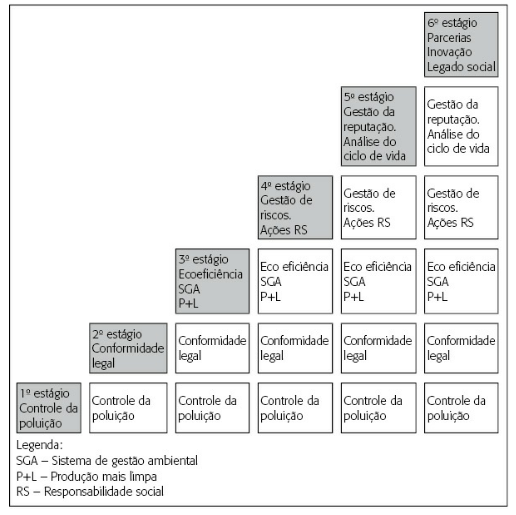 6º estágio
Parcerias
Inovação
Legado social
5º estágio
Gestão da
reputação.
Análise do
ciclo de vida
Gestão da
reputação.
Análise do
ciclo de vida
4º estágio
Gestão de
riscos.
Ações RS
Gestão de
riscos.
Ações RS
Gestão de
riscos.
Ações RS
3º estágio
Ecoeficiência
SGA
P+L
Eco eficiência
SGA
P+L
Eco eficiência
SGA
P+L
Eco eficiência
SGA
P+L
2º estágio
Conformidade
legal
Conformidade
legal
Conformidade
legal
Conformidade
legal
Conformidade
legal
1º estágio
Controle da
poluição
Controle da
poluição
Controle da
poluição
Controle da
poluição
Controle da
poluição
Controle da
poluição
Legenda:
SGA – Sistema de gestão ambiental
P+L – Produção mais limpa
RS – Responsabilidade social